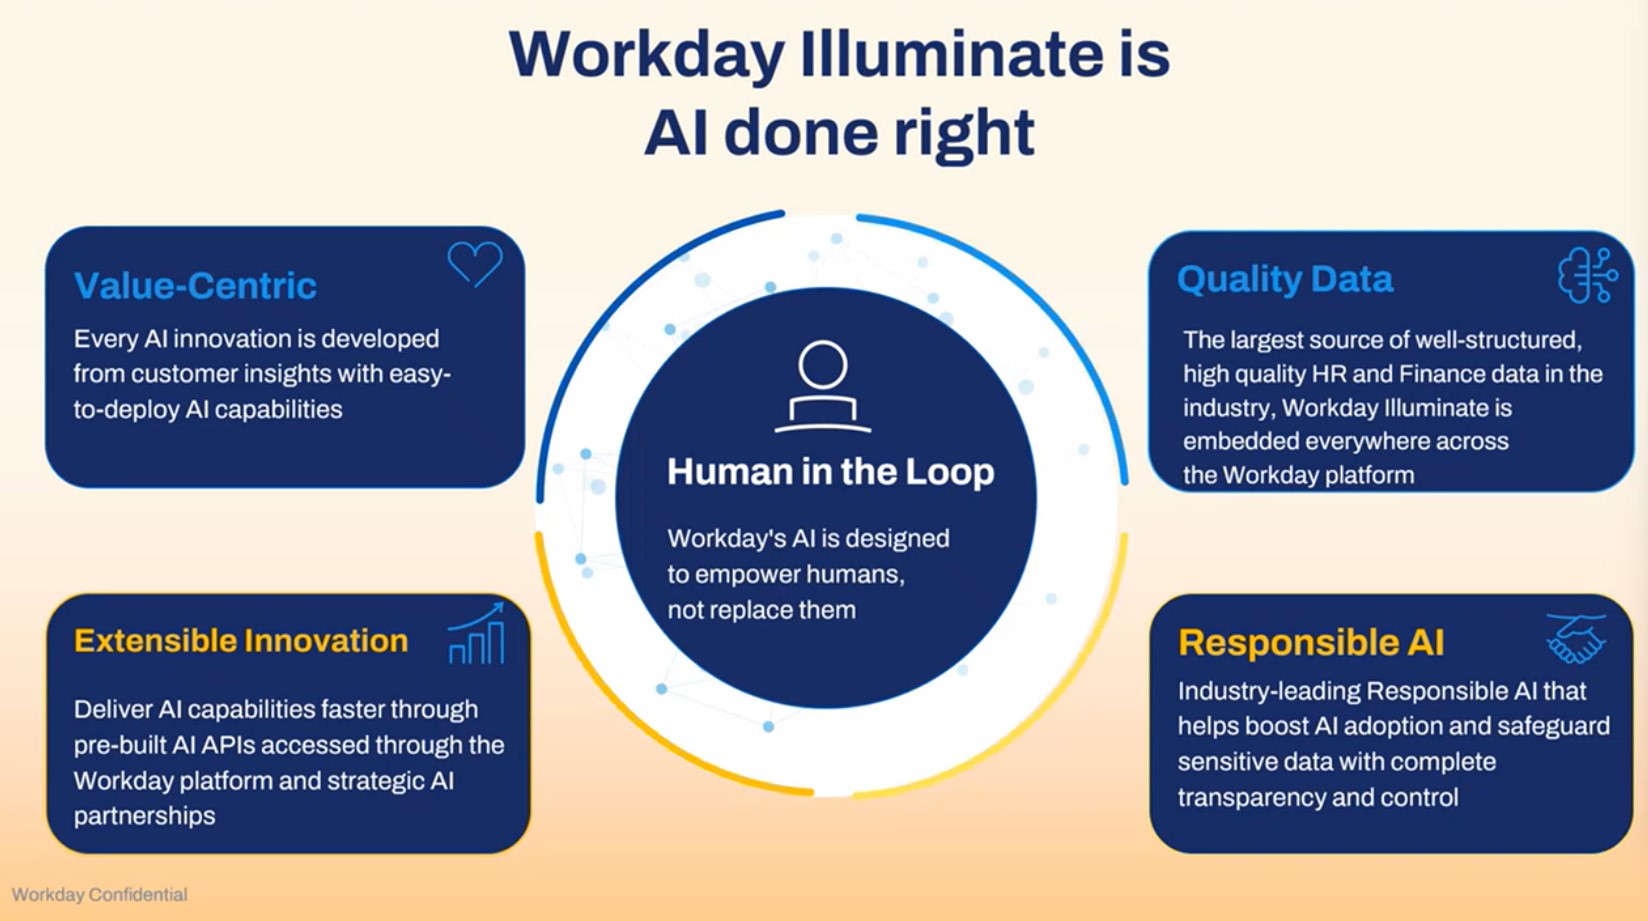 Workday Illuminate is
AI done right
Value-Centric
Every AI innovation is developed
from customer insights with easy-
to-deploy AI capabilities
Quality Data
The largest source of well-structured,
high quality HR and Finance data in the
industry, Workday Illuminate is
embedded everywhere across
the Workday platform
Human in the Loop
Workday's AI is designed
to empower humans,
not replace them
Extensible Innovation
Deliver AI capabilities faster through
pre-built AI APIs accessed through the
Workday platform and strategic AI
partnerships
Responsible AI
Industry-leading Responsible AI that
helps boost AI adoption and safeguard
sensitive data with complete
transparency and control
Workday Confidential